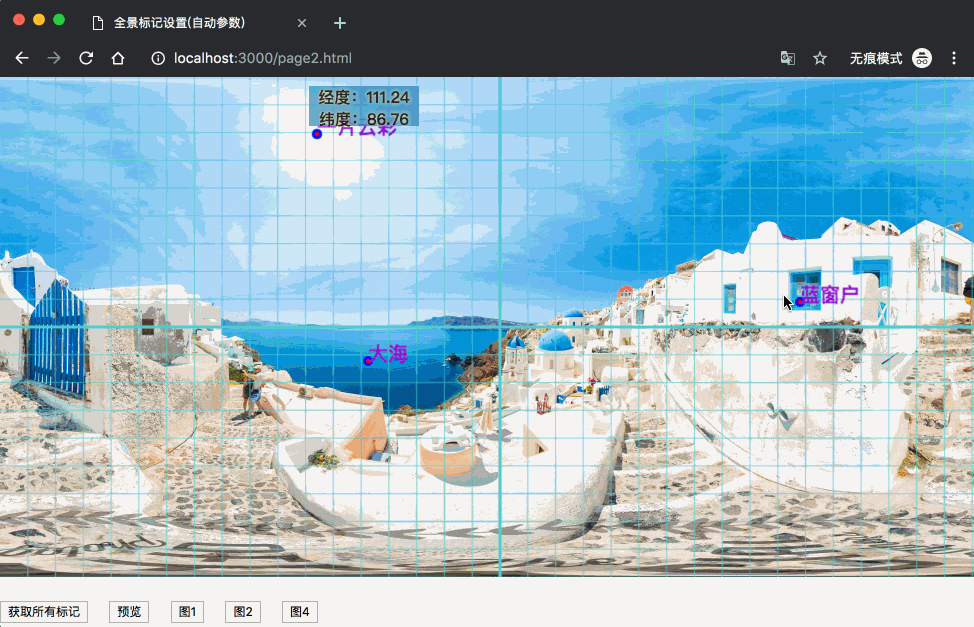 全景标记设置(自动参数)
localhost:3000/page2.html
无痕模式
经度：111.24
纬度：86.76
一片云彩
蓝窗户
大海
获取所有标记
预览
图1
图2
图4